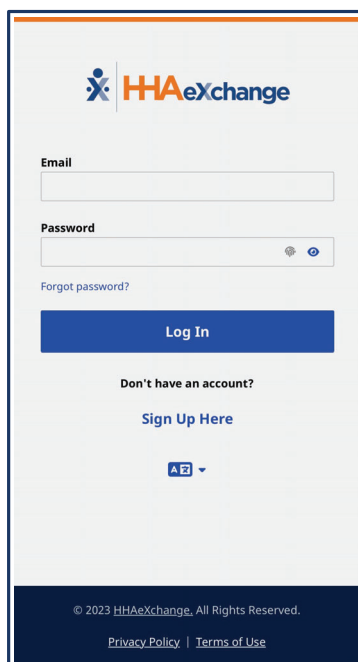 HHAeXchange
Email
Password
Forgot password?
Log In
Don't have an account?
Sign Up Here
© 2023 HHAeXchange. All Rights Reserved.
Privacy Policy | Terms of Use